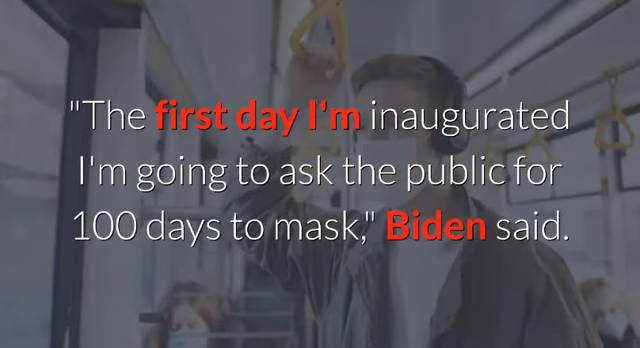 "The first day I'm inaugurated
I'm going to ask the public for
100 days to mask," Biden said.